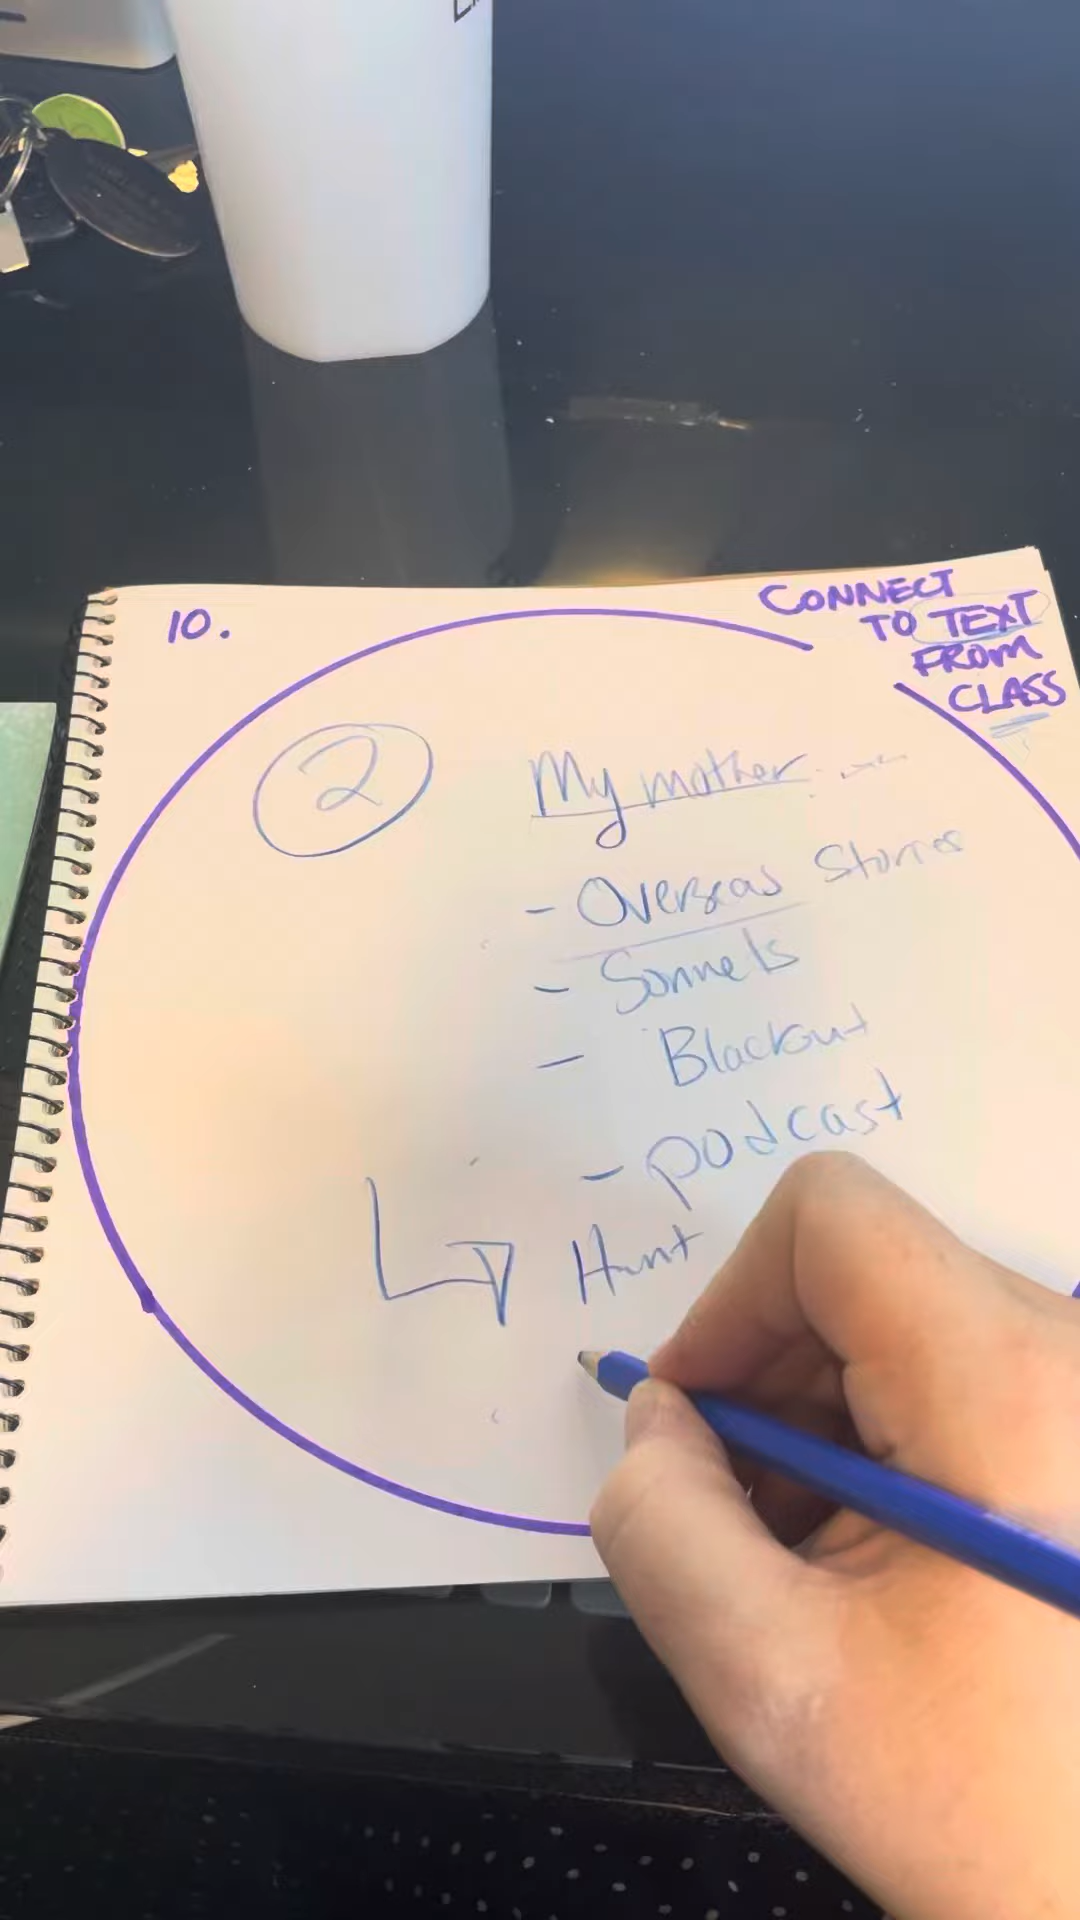 10.
CONNECT
TO TEXT
FROM
CLASS
2
My mother
- Overseas Stories
- Sonnets
- Blackout
- podcast
Hunt